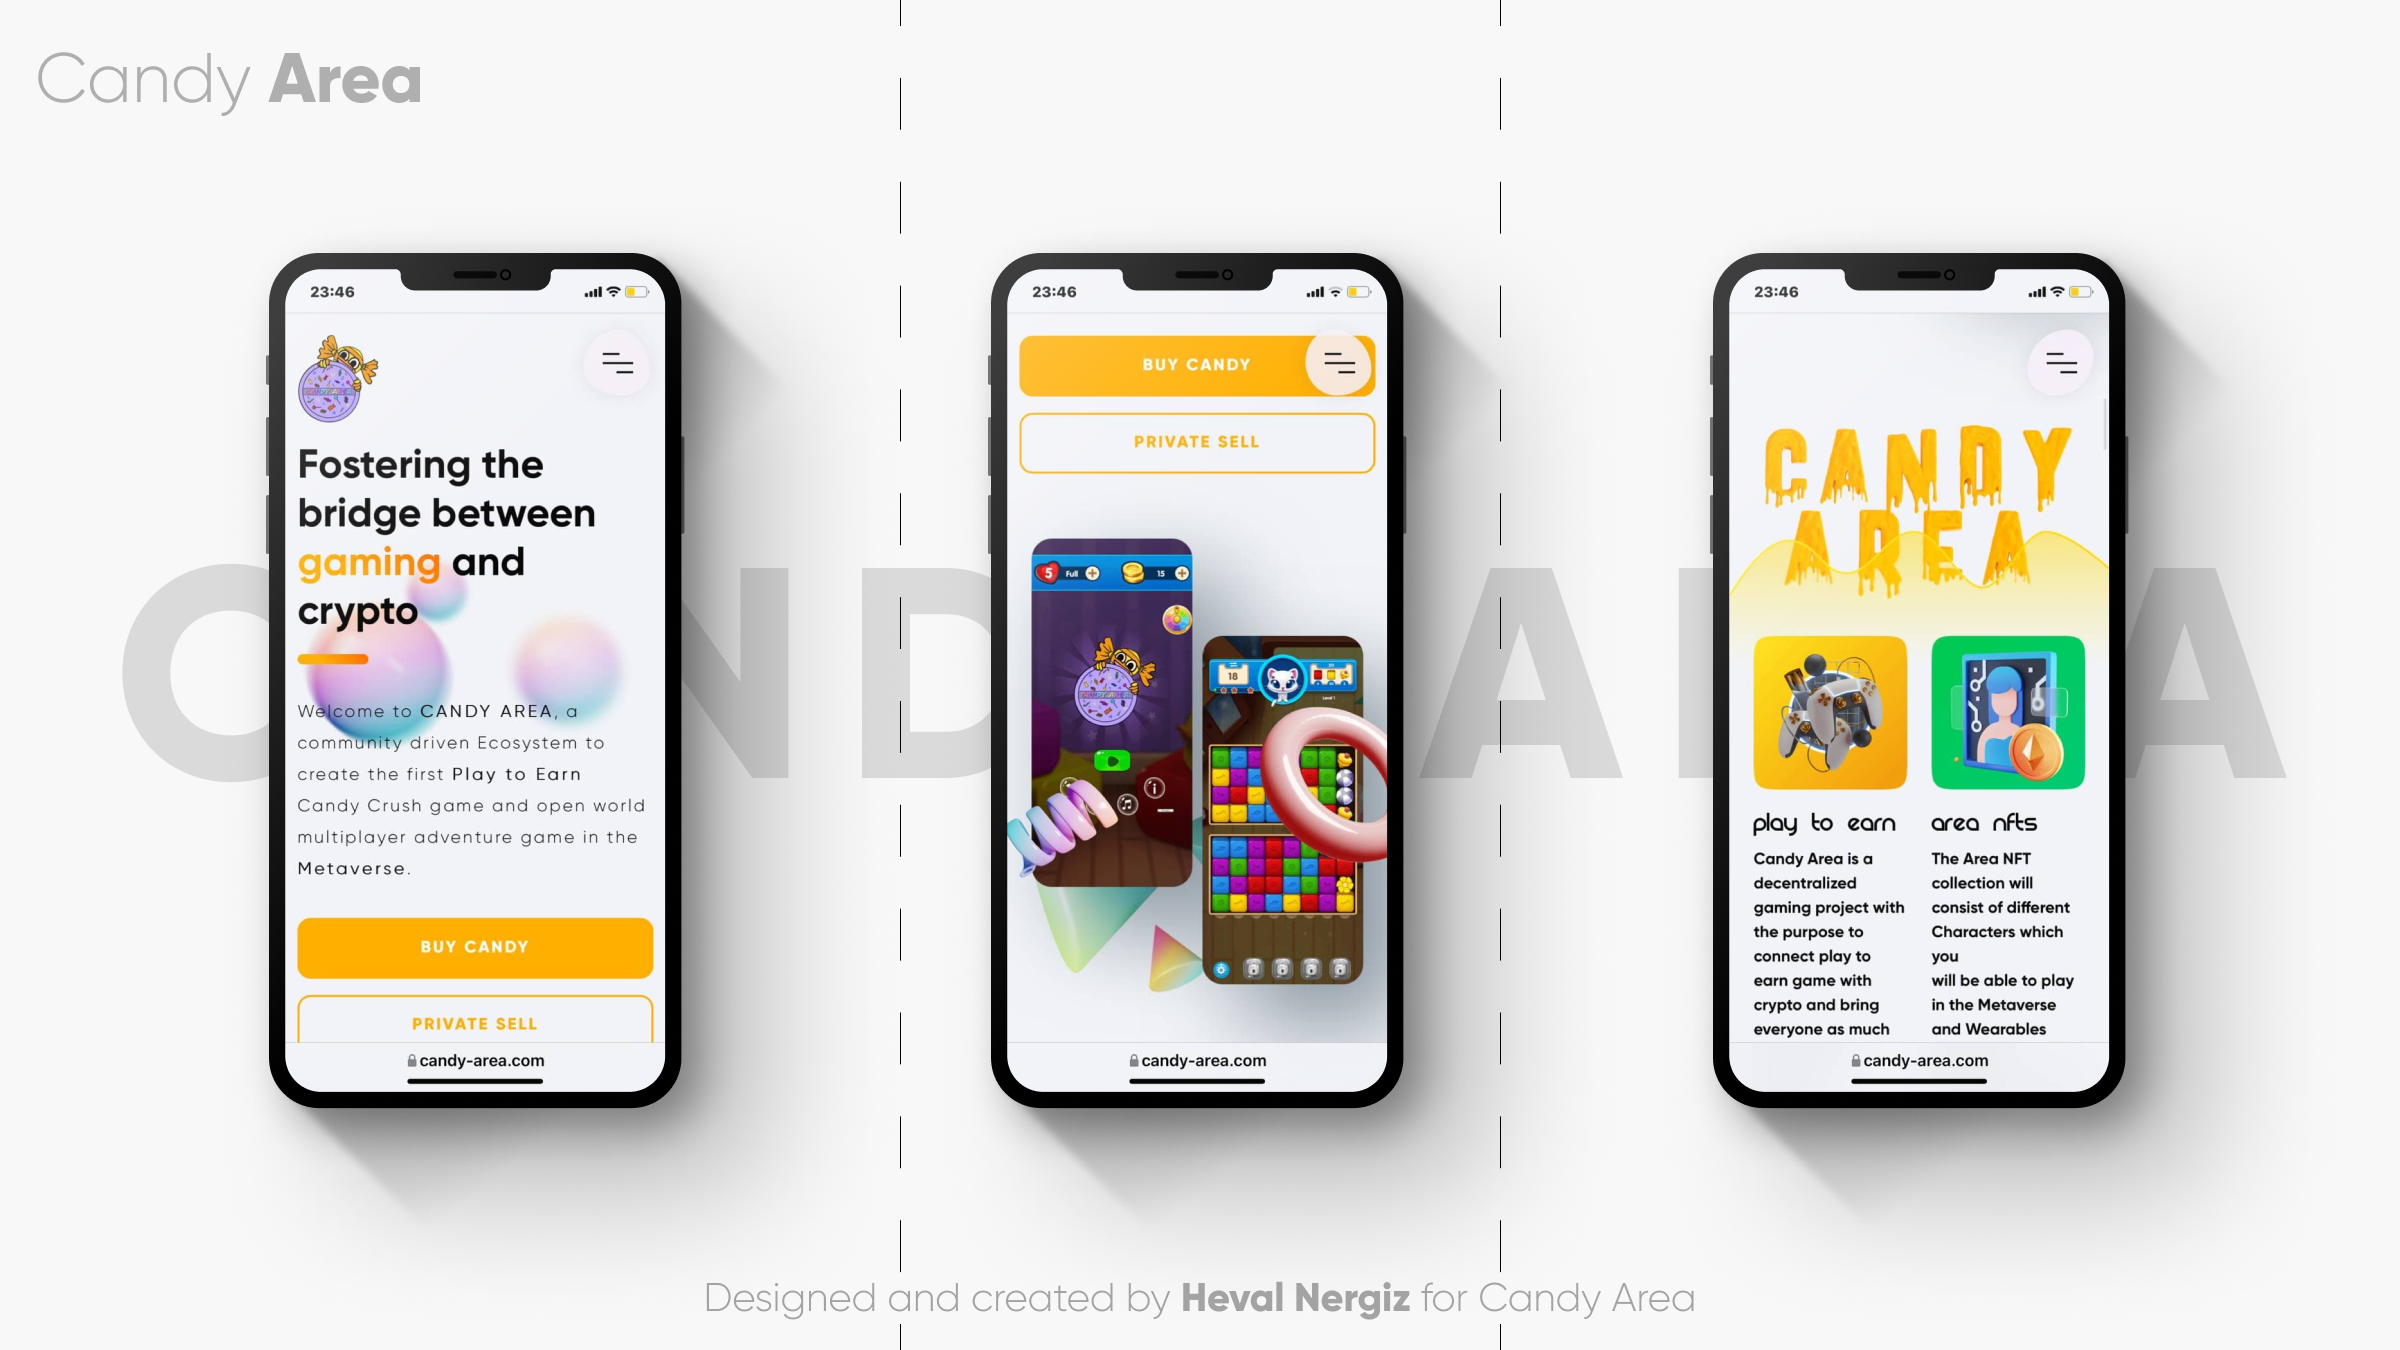 Candy Area
23:46
Fostering the
bridge between
gaming and
crypto
Welcome to CANDY AREA, a
community driven Ecosystem to
create the first Play to Earn
Candy Crush game and open world
multiplayer adventure game in the
Metaverse.
BUY CANDY
PRIVATE SELL
candy-area.com
23:46
BUY CANDY
PRIVATE SELL
5 Full 15
18
Level 1
candy-area.com
23:46
CANDY
AREA
play to earn
Candy Area is a
decentralized
gaming project with
the purpose to
connect play to
earn game with
crypto and bring
everyone as much
area nfts
The Area NFT
collection will
consist of different
Characters which
you
will be able to play
in the Metaverse
and Wearables
candy-area.com
Designed and created by Heval Nergiz for Candy Area